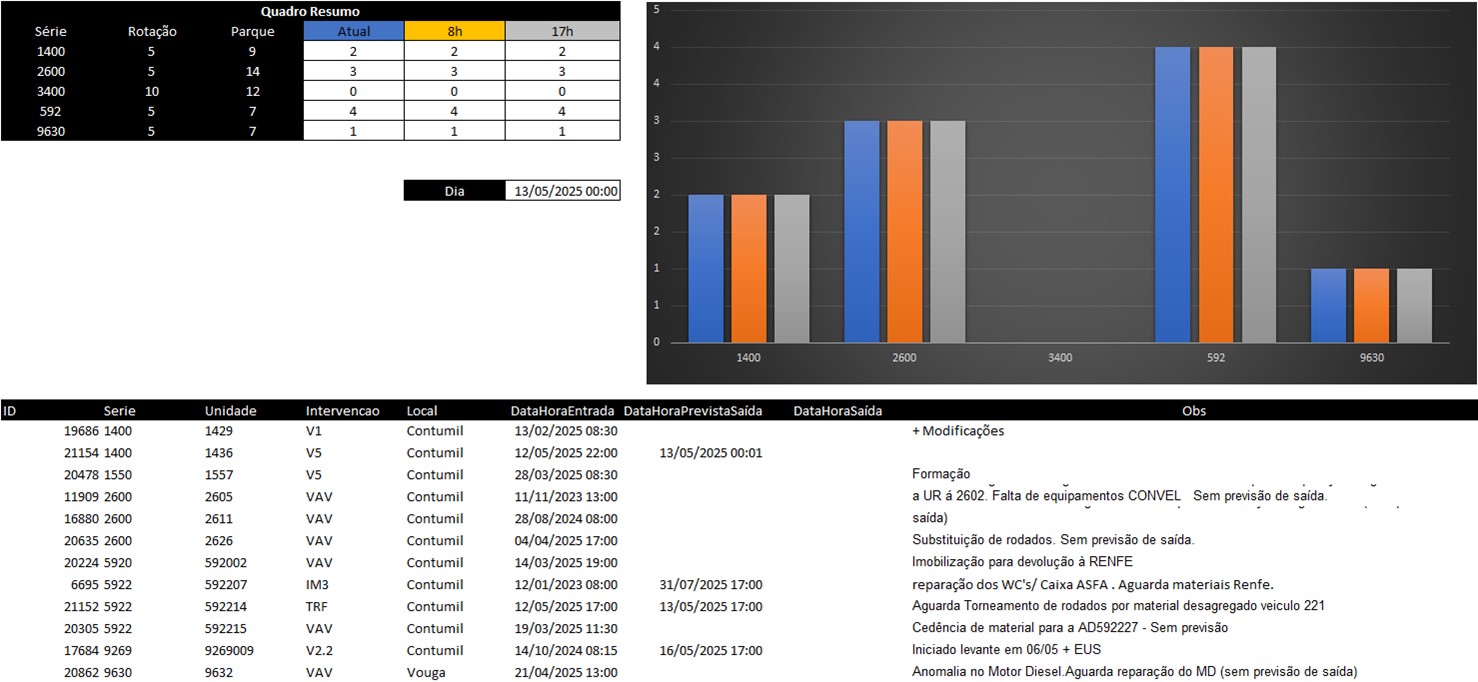 Quadro Resumo
Série Rotação Parque Atual 8h 17h
1400 5 9 2 2 2
2600 5 14 3 3 3
3400 10 12 0 0 0
592 5 7 4 4 4
9630 5 7 1 1 1
Dia 13/05/2025 00:00
5
4
4
3
3
2
2
1
1
0
1400 2600 3400 592 9630
ID Serie Unidade Intervencao Local DataHoraEntrada DataHoraPrevistaSaída DataHoraSaída Obs
19686 1400 1429 V1 Contumil 13/02/2025 08:30 + Modificações
21154 1400 1436 V5 Contumil 12/05/2025 22:00 13/05/2025 00:01
20478 1550 1557 V5 Contumil 28/03/2025 08:30 Formação
11909 2600 2605 VAV Contumil 11/11/2023 13:00 a UR á 2602. Falta de equipamentos CONVEL Sem previsão de saída.
16880 2600 2611 VAV Contumil 28/08/2024 08:00 saída)
20635 2600 2626 VAV Contumil 04/04/2025 17:00 Substituição de rodados. Sem previsão de saída.
20224 5920 592002 VAV Contumil 14/03/2025 19:00 Imobilização para devolução à RENFE
6695 5922 592207 IM3 Contumil 12/01/2023 08:00 31/07/2025 17:00 reparação dos WC's/ Caixa ASFA . Aguarda materiais Renfe.
21152 5922 592214 TRF Contumil 12/05/2025 17:00 13/05/2025 17:00 Aguarda Torneamento de rodados por material desagregado veiculo 221
20305 5922 592215 VAV Contumil 19/03/2025 11:30 Cedência de material para a AD592227 - Sem previsão
17684 9269 9269009 V2.2 Contumil 14/10/2024 08:15 16/05/2025 17:00 Iniciado levante em 06/05 + EUS
20862 9630 9632 VAV Vouga 21/04/2025 13:00 Anomalia no Motor Diesel.Aguarda reparação do MD (sem previsão de saída)